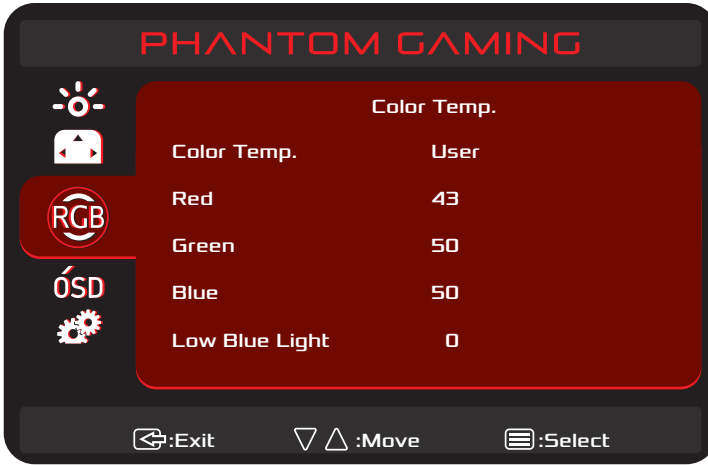 PHANTOM GAMING
Color Temp.
Color Temp. User
Red 43
RGB
Green 50
OSD
Blue 50
Low Blue Light 0
:Exit :Move :Select